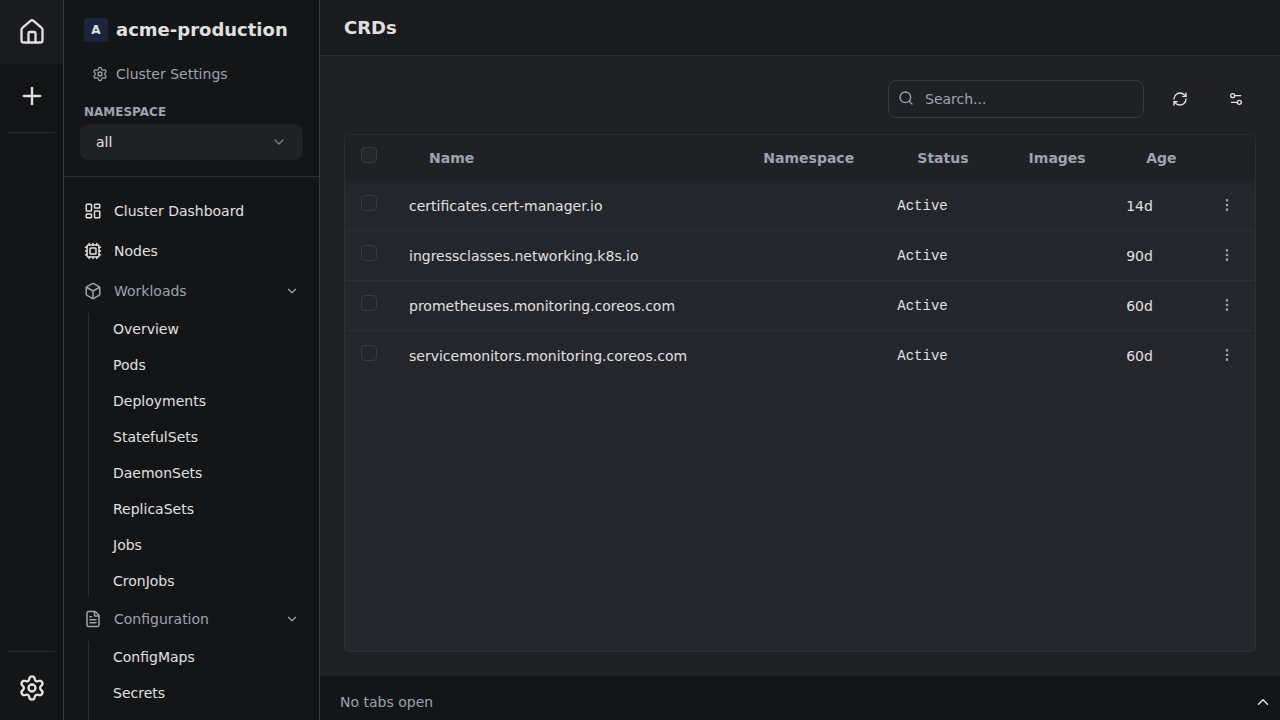 A acme-production
Cluster Settings
NAMESPACE
all
Cluster Dashboard
Nodes
Workloads
Overview
Pods
Deployments
StatefulSets
DaemonSets
ReplicaSets
Jobs
CronJobs
Configuration
ConfigMaps
Secrets
CRDs
Search...
Name Namespace Status Images Age
certificates.cert-manager.io Active 14d
ingressclasses.networking.k8s.io Active 90d
prometheuses.monitoring.coreos.com Active 60d
servicemonitors.monitoring.coreos.com Active 60d
No tabs open